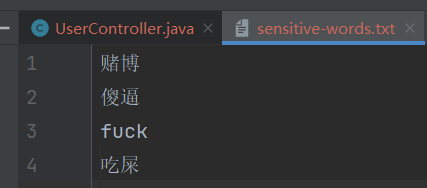 UserController.java sensitive-words.txt
1 赌博
2 傻逼
3 fuck
4 吃屎